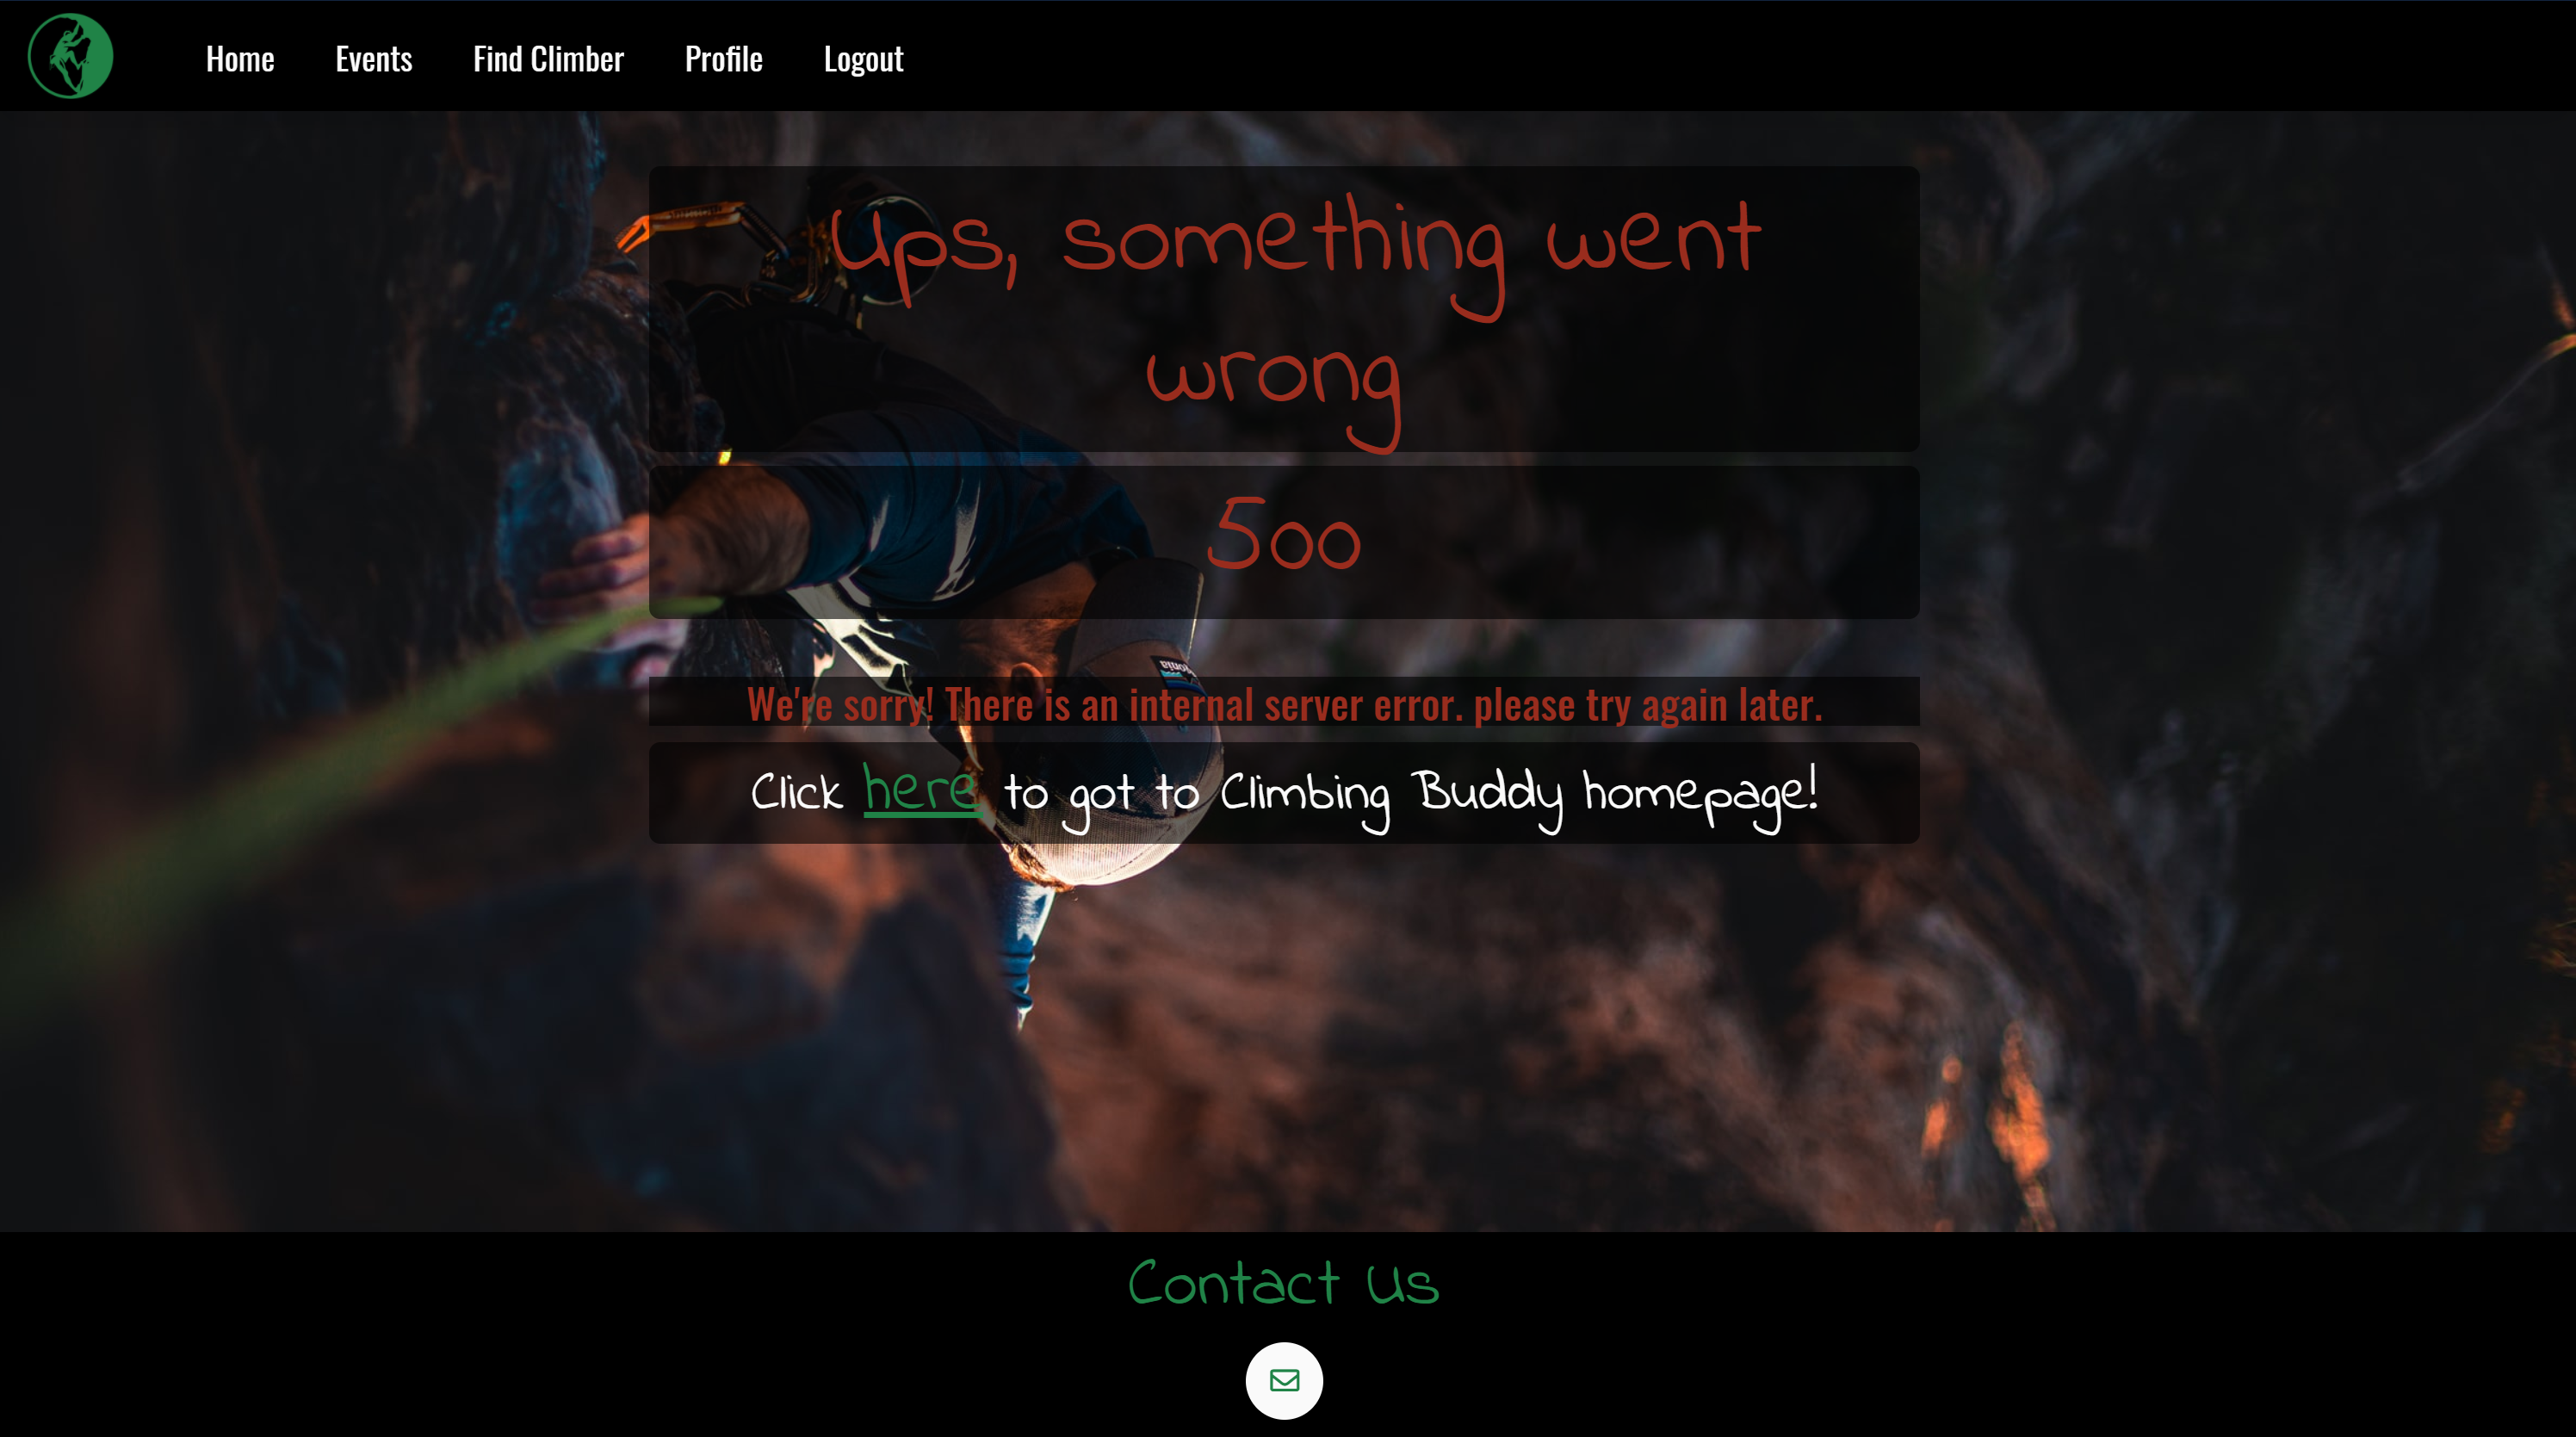 Home Events Find Climber Profile Logout
Ups, something went
wrong
500
We're sorry! There is an internal server error. please try again later.
Click here to got to Climbing Buddy homepage!
Contact Us